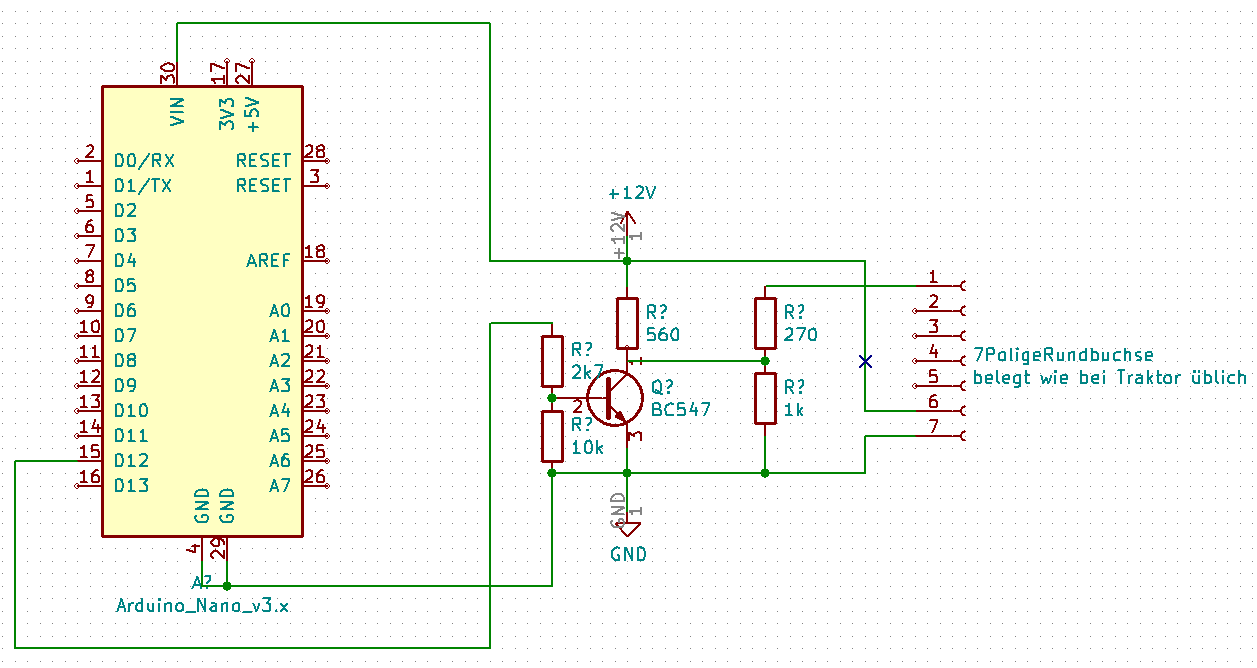 30
17
27
VIN
3V3
+5V
2 D0/RX RESET 28
1 D1/TX RESET 3
5 D2
6 D3
7 D4 AREF 18
8 D5
9 D6 A0 19
10 D7 A1 20
11 D8 A2 21
12 D9 A3 22
13 D10 A4 23
14 D11 A5 24
15 D12 A6 25
16 D13 A7 26
GND
GND
4
29
A?
Arduino_Nano_v3.x
+12V
+12V
1
R?
560
R?
270
R?
2k7
1
2
3
Q?
BC547
R?
1k
R?
10k
GND
1
GND
1
2
3
4
5
6
7
7PoligeRundbuchse
belegt wie bei Traktor üblich